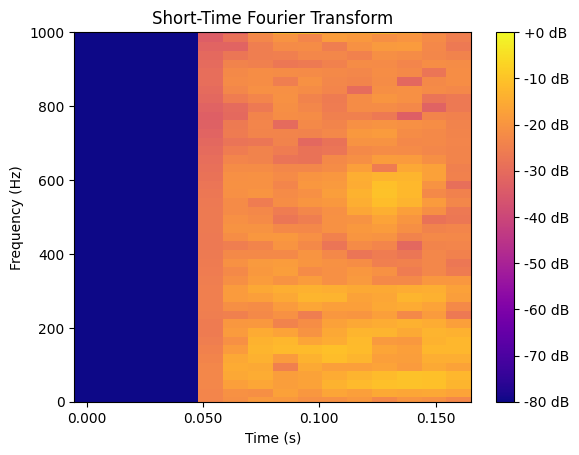 Short-Time Fourier Transform
1000
800
600
400
200
0
Frequency (Hz)
0.000
0.050
0.100
0.150
Time (s)
+0 dB
-10 dB
-20 dB
-30 dB
-40 dB
-50 dB
-60 dB
-70 dB
-80 dB